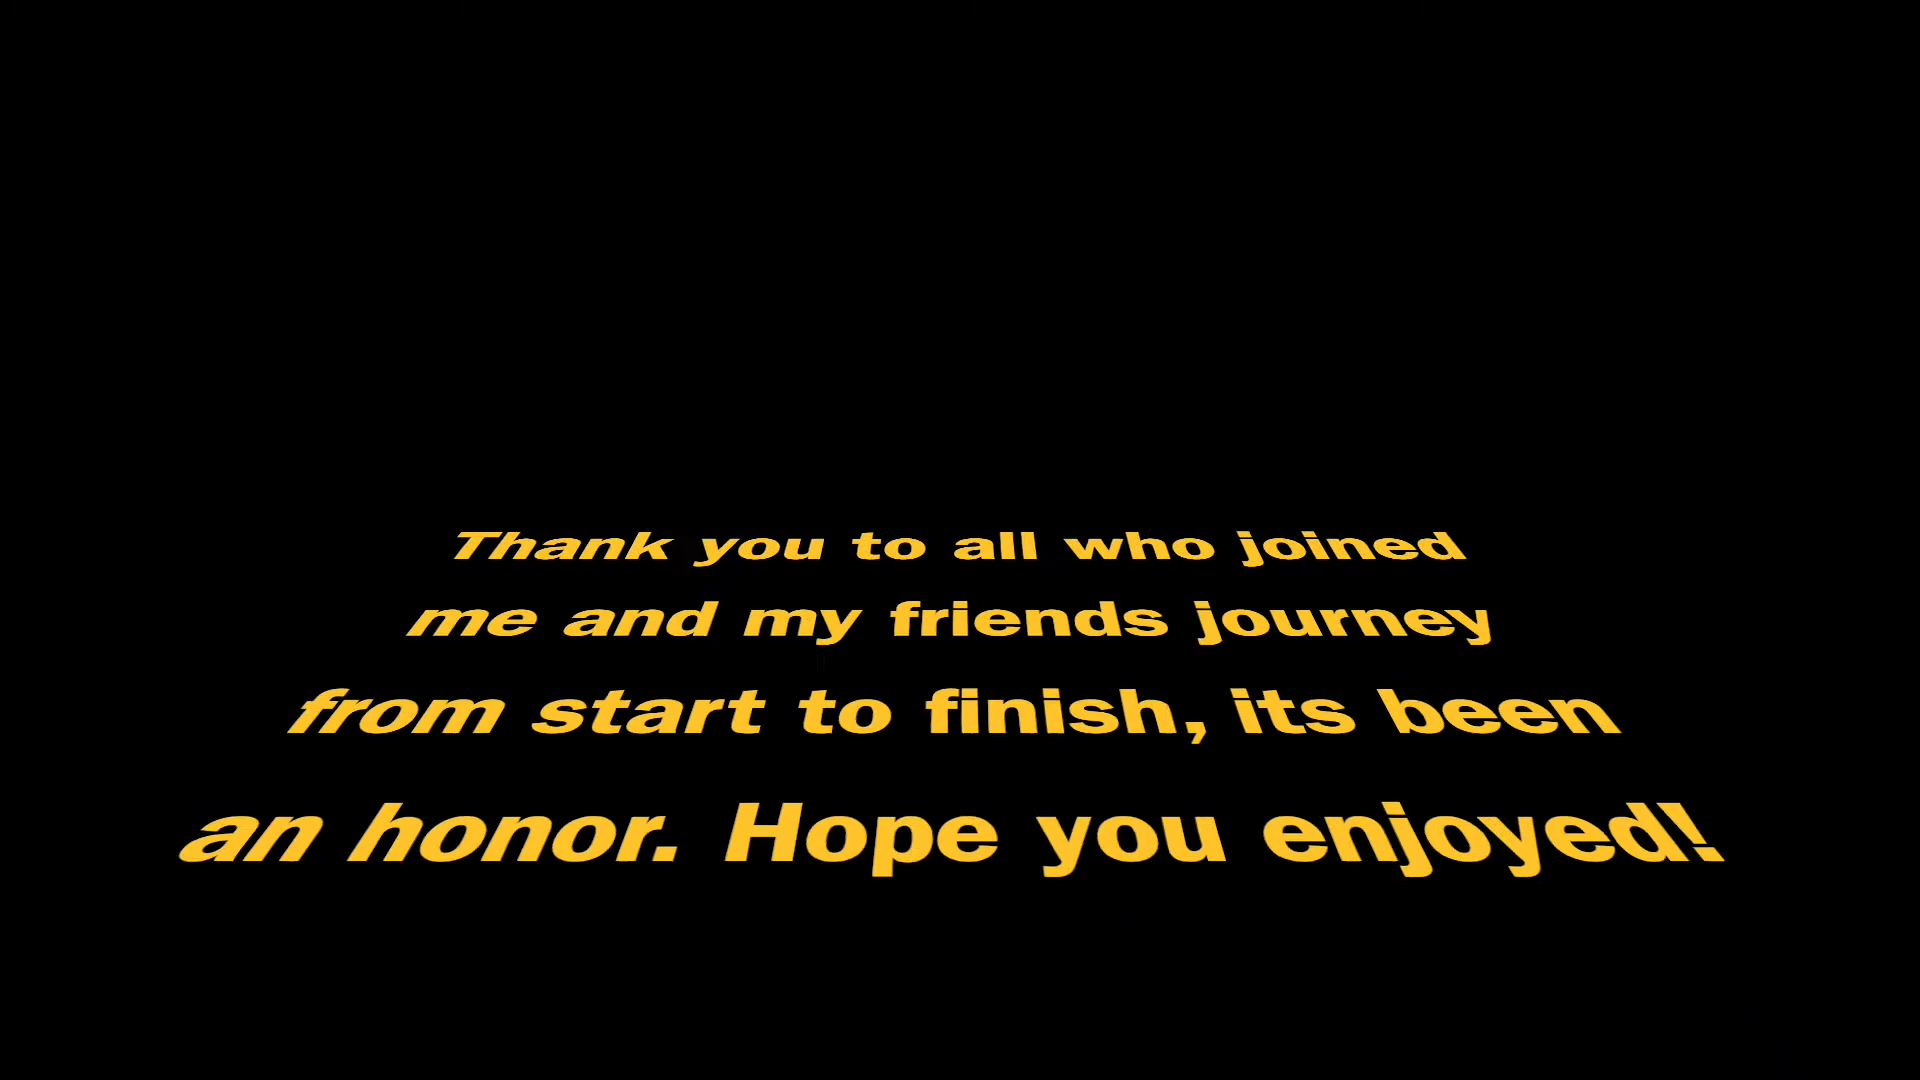 Thank you to all who joined
me and my friends journey
from start to finish, its been
an honor. Hope you enjoyed!